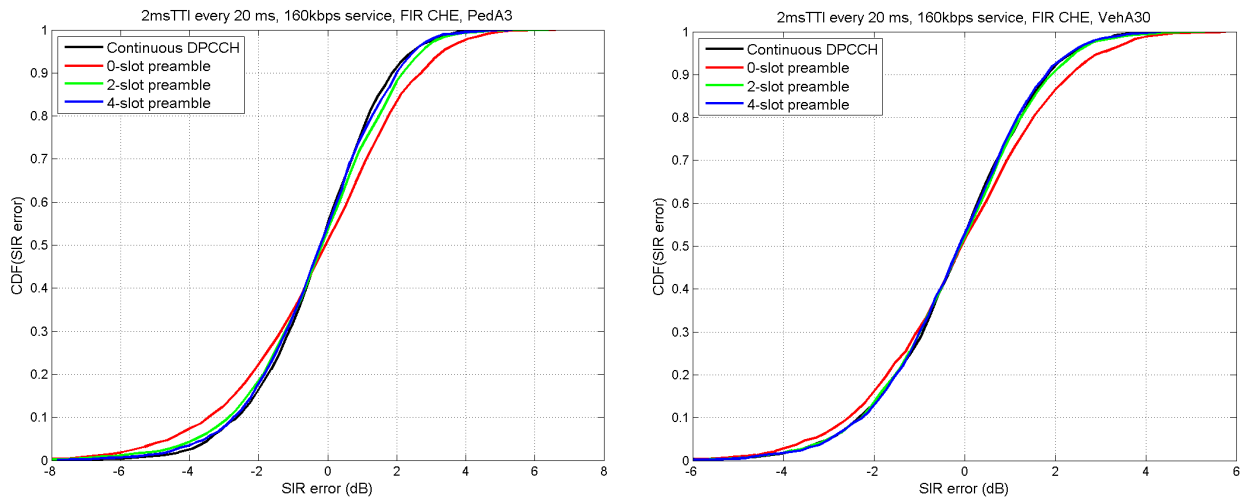 2msTTI every 20 ms, 160kbps service, FIR CHE, PedA3
Continuous DPCCH
0-slot preamble
2-slot preamble
4-slot preamble
CDF(SIR error)
1
0.9
0.8
0.7
0.6
0.5
0.4
0.3
0.2
0.1
0
-8 -6 -4 -2 0 2 4 6 8
SIR error (dB)
2msTTI every 20 ms, 160kbps service, FIR CHE, VehA30
Continuous DPCCH
0-slot preamble
2-slot preamble
4-slot preamble
CDF(SIR error)
1
0.9
0.8
0.7
0.6
0.5
0.4
0.3
0.2
0.1
0
-6 -4 -2 0 2 4 6
SIR error (dB)